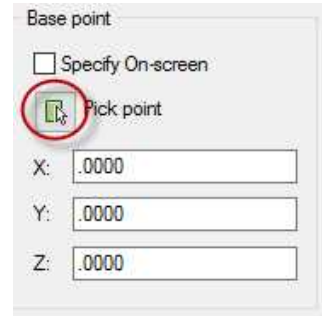 Base point
Specify On-screen
Pick point
X: .0000
Y: .0000
Z: .0000